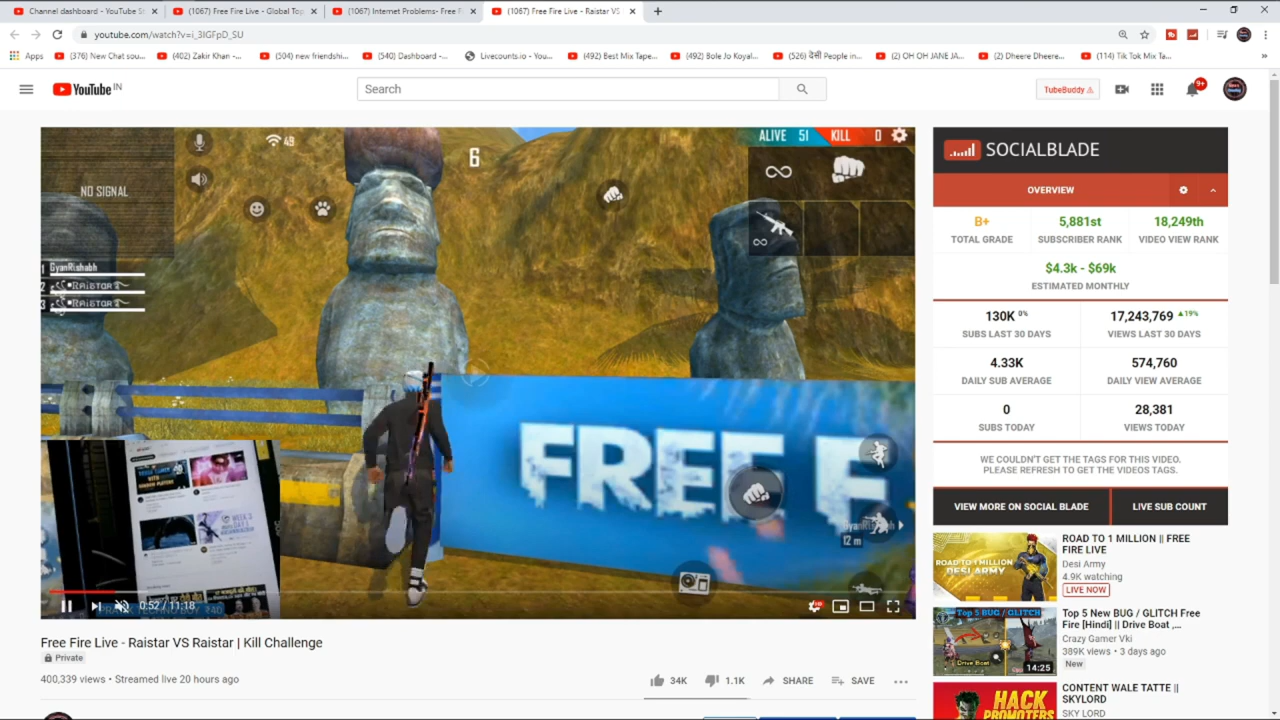 Channel dashboard - YouTube St
(1067) Free Fire Live - Global Top
(1067) Internet Problems- Free F
(1067) Free Fire Live - Raistar VS
youtube.com/watch?v=i_3IGFpD_SU
Apps
(376) New Chat sou...
(402) Zakir Khan -...
(504) new friendshi...
(540) Dashboard -...
Livecounts.io - You...
(492) Best Mix Tape...
(492) Bole Jo Koyal...
(526) देसी People in...
(2) OH OH JANE JA...
(2) Dheere Dheere...
(114) Tik Tok Mix Ta...
YouTube IN
Search
TubeBuddy
9+
NO SIGNAL
49
6
ALIVE 51 KILL 0
1 GyanRishabh
2 RAISTAR
3 RAISTAR
FREE F
GyanRishabh
12 m
0:52 / 11:18
Free Fire Live - Raistar VS Raistar | Kill Challenge
Private
400,339 views • Streamed live 20 hours ago
34K
1.1K
SHARE
SAVE
SOCIALBLADE
OVERVIEW
B+ 5,881st 18,249th
TOTAL GRADE SUBSCRIBER RANK VIDEO VIEW RANK
$4.3k - $69k
ESTIMATED MONTHLY
130K 0% 17,243,769 ▲19%
SUBS LAST 30 DAYS VIEWS LAST 30 DAYS
4.33K 574,760
DAILY SUB AVERAGE DAILY VIEW AVERAGE
0 28,381
SUBS TODAY VIEWS TODAY
WE COULDN'T GET THE TAGS FOR THIS VIDEO.
PLEASE REFRESH TO GET THE VIDEOS TAGS.
VIEW MORE ON SOCIAL BLADE LIVE SUB COUNT
ROAD TO 1 MILLION
DESI ARMY
ROAD TO 1 MILLION || FREE
FIRE LIVE
Desi Army
4.9K watching
LIVE NOW
Top 5 BUG / GLITCH
Drive Boat
14:25
Top 5 New BUG / GLITCH Free
Fire [Hindi] || Drive Boat ,...
Crazy Gamer Vki
389K views • 3 days ago
New
HACK
PROMOTERS
CONTENT WALE TATTE ||
SKYLORD
SKY LORD